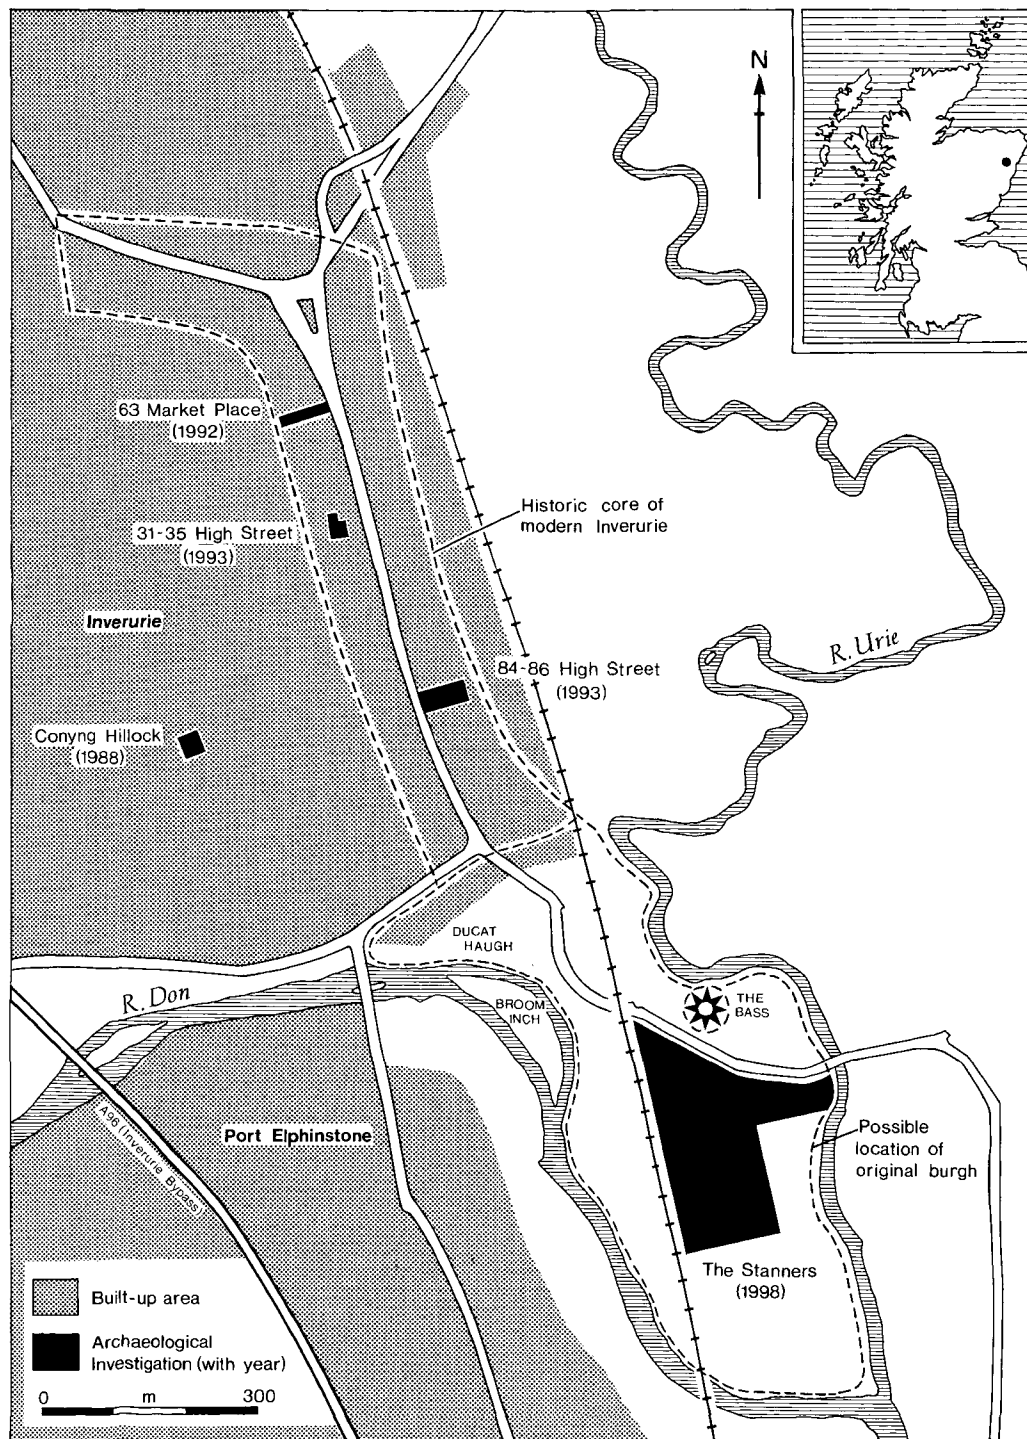 N
63 Market Place
(1992)
31-35 High Street
(1993)
Historic core of
modern Inverurie
Inverurie
R. Urie
84-86 High Street
(1993)
Conyng Hillock
(1988)
DUCAT
HAUGH
R. Don
BROOM
INCH
THE
BASS
A96 (Inverurie Bypass)
Port Elphinstone
Possible
location of
original burgh
The Stanners
(1998)
Built-up area
Archaeological
Investigation (with year)
0 m 300